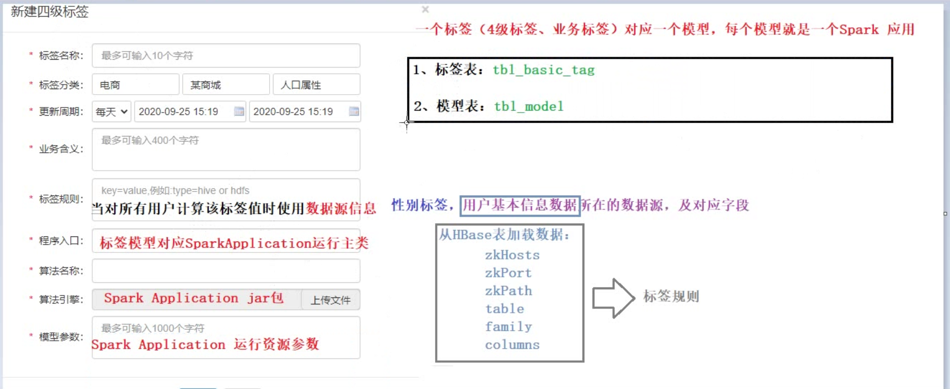 新建四级标签
×
* 标签名称： 最多可输入10个字符
* 标签分类： 电商 某商城 人口属性
* 更新周期： 每天 2020-09-25 15:19 2020-09-25 15:19
* 业务含义： 最多可输入400个字符
* 标签规则： key=value,例如:type=hive or hdfs
当对所有用户计算该标签值时使用数据源信息
* 程序入口： 标签模型对应SparkApplication运行主类
* 算法名称：
* 算法引擎： Spark Application jar包 上传文件
* 模型参数： 最多可输入1000个字符
Spark Application 运行资源参数
一个标签（4级标签、业务标签）对应一个模型，每个模型就是一个Spark 应用
1、标签表：tbl_basic_tag
2、模型表：tbl_model
性别标签，用户基本信息数据所在的数据源，及对应字段
从HBase表加载数据：
zkHosts
zkPort
zkPath
table
family
columns
标签规则